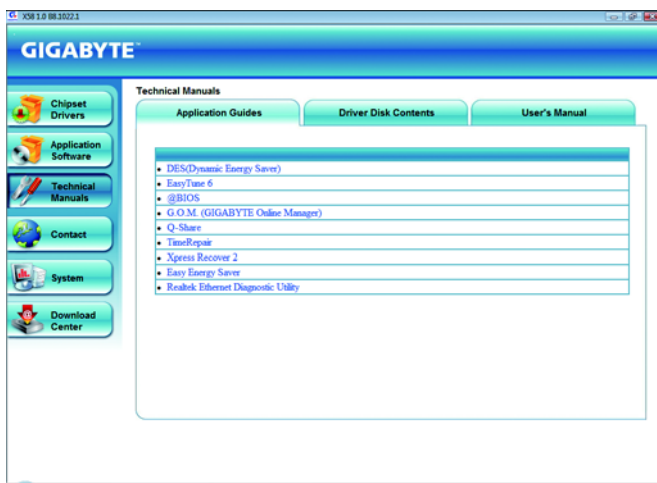 X58 1.0 B8.1022.1
GIGABYTE™
Chipset
Drivers
Application
Software
Technical
Manuals
Contact
System
Download
Center
Technical Manuals
Application Guides
Driver Disk Contents
User's Manual
• DES(Dynamic Energy Saver)
• EasyTune 6
• @BIOS
• G.O.M. (GIGABYTE Online Manager)
• Q-Share
• TimeRepair
• Xpress Recover 2
• Easy Energy Saver
• Realtek Ethernet Diagnostic Utility